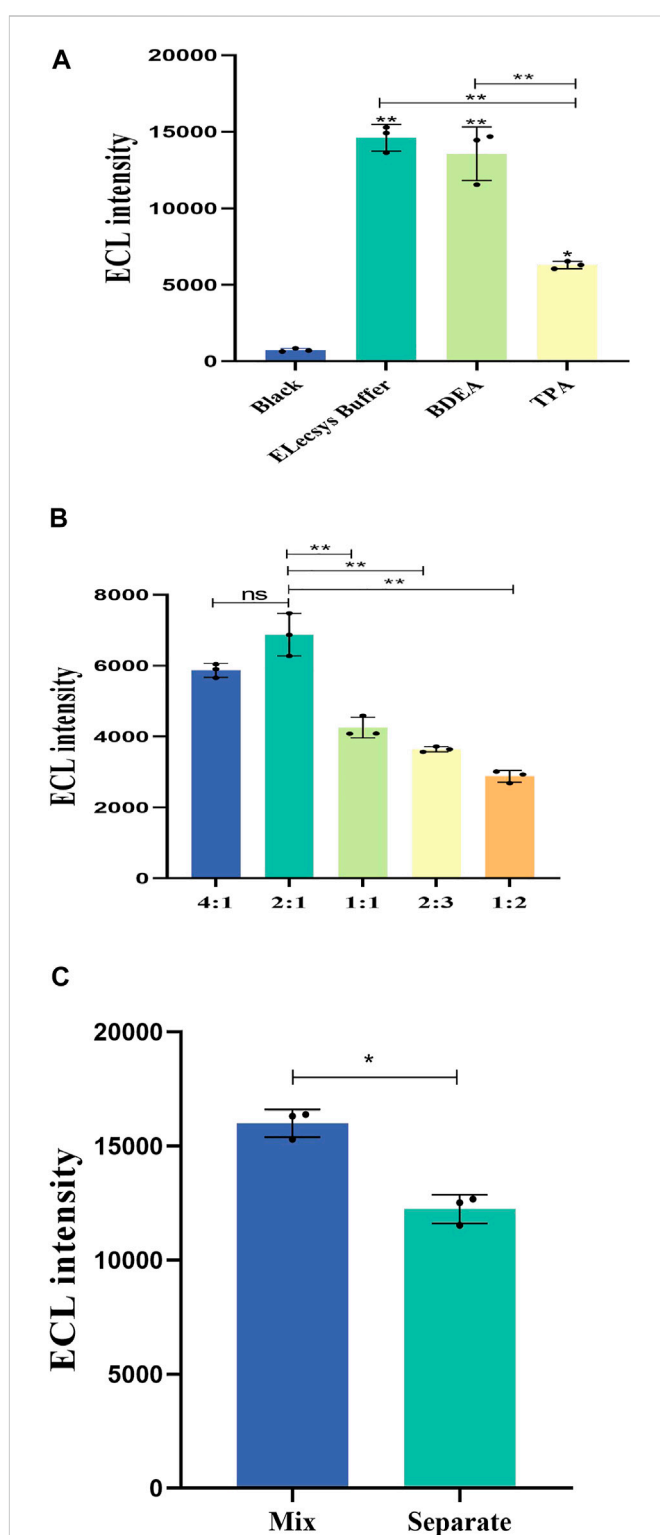 A
20000
15000
10000
5000
0
ECL intensity
**
**
**
**
*
Black
ELecsys Buffer
BDEA
TPA
B
8000
6000
4000
2000
0
ECL intensity
ns
**
**
**
4:1
2:1
1:1
2:3
1:2
C
20000
15000
10000
5000
0
ECL intensity
*
Mix
Separate